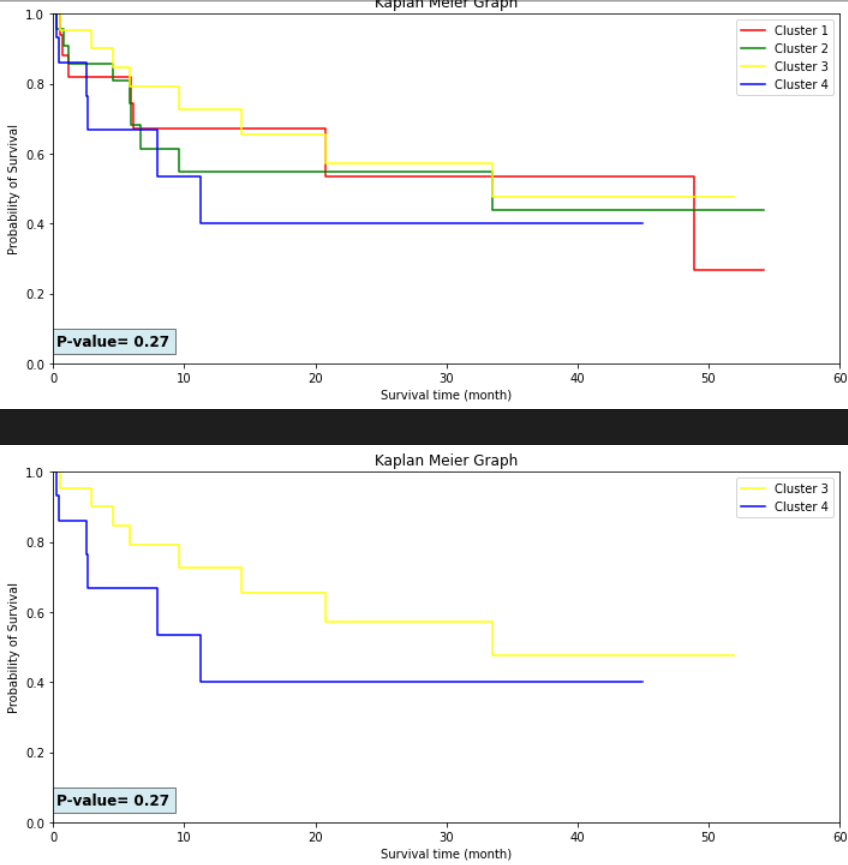 Kaplan Meier Graph
Cluster 1
Cluster 2
Cluster 3
Cluster 4
1.0
0.8
0.6
0.4
0.2
0.0
Probability of Survival
P-value= 0.27
0 10 20 30 40 50 60
Survival time (month)
Kaplan Meier Graph
Cluster 3
Cluster 4
1.0
0.8
0.6
0.4
0.2
0.0
Probability of Survival
P-value= 0.27
0 10 20 30 40 50 60
Survival time (month)